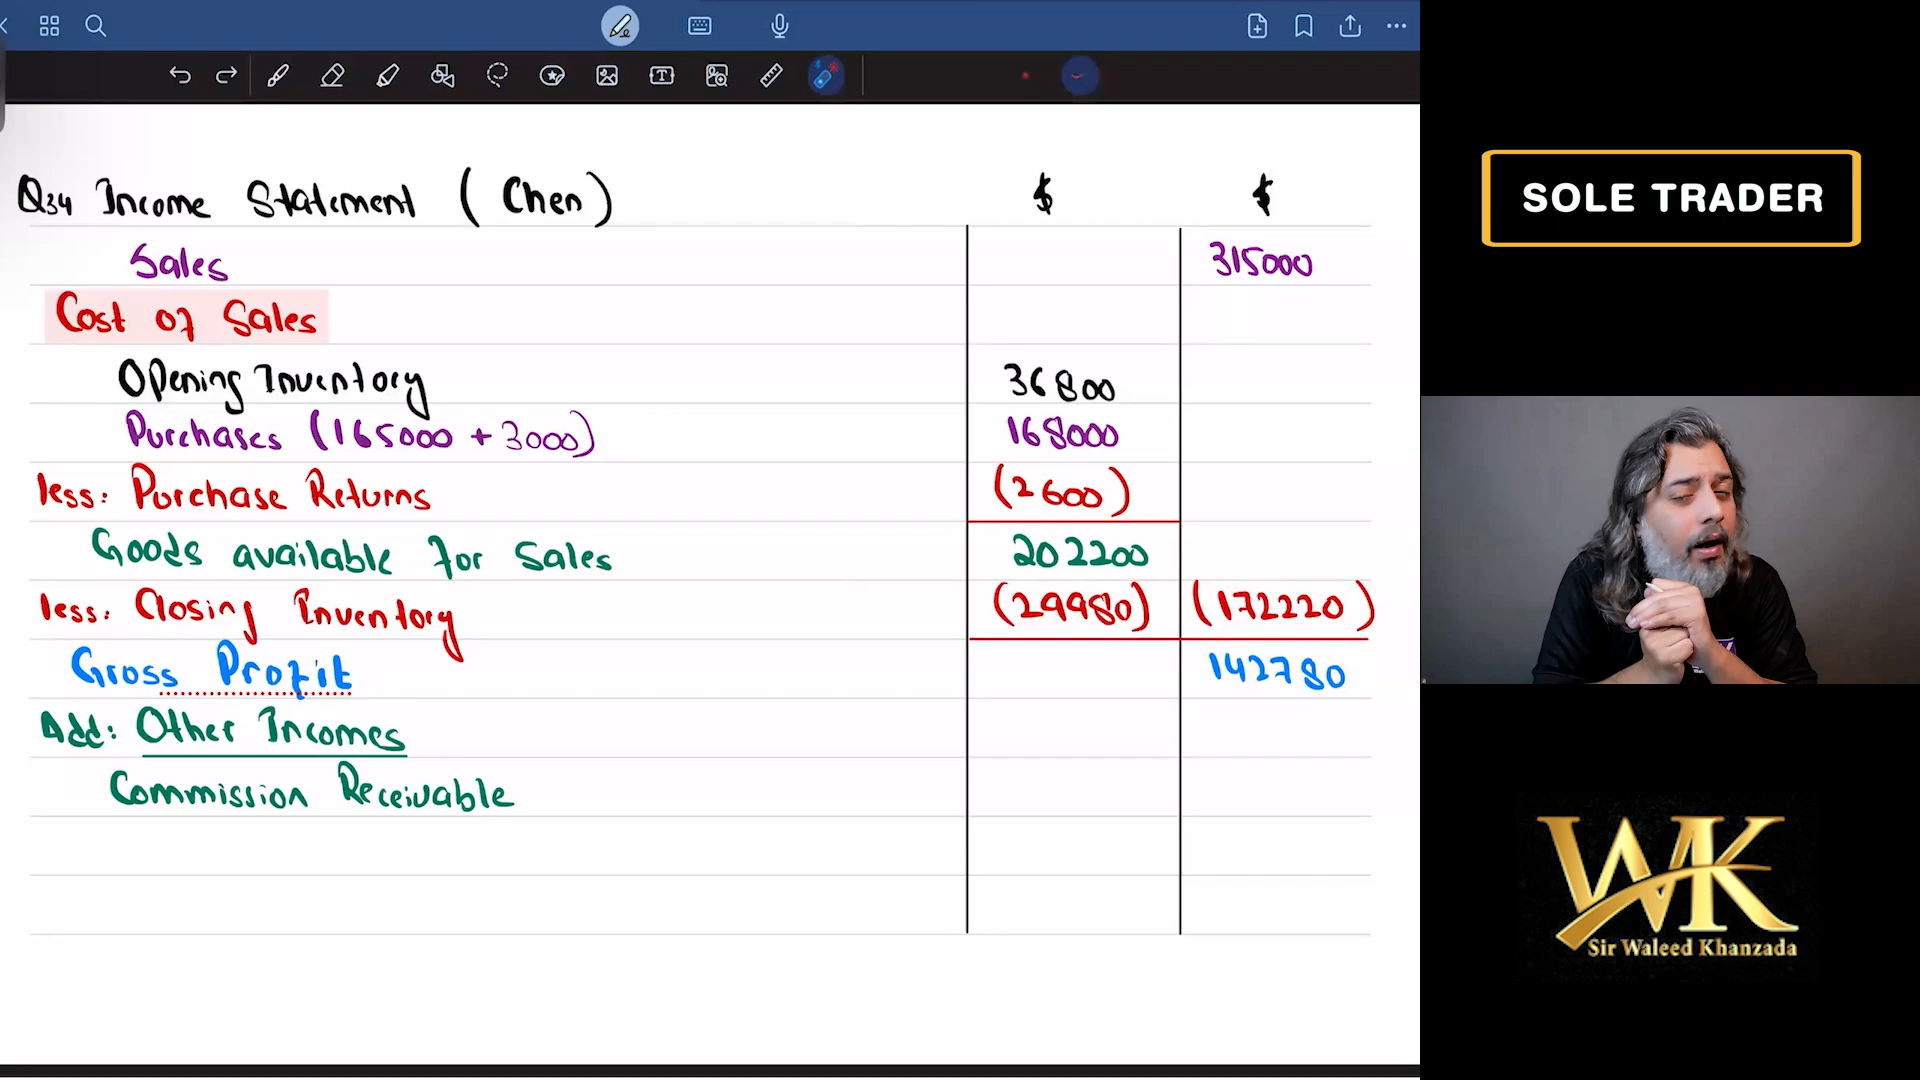 Q34 Income Statement (Chen) $ $
Sales 315000
Cost of Sales
Opening Inventory 36800
Purchases (165000 + 3000) 168000
less: Purchase Returns (2600)
Goods available for Sales 202200
less: Closing Inventory (29980) (172220)
Gross Profit 142780
Add: Other Incomes
Commission Receivable
SOLE TRADER
WK
Sir Waleed Khanzada